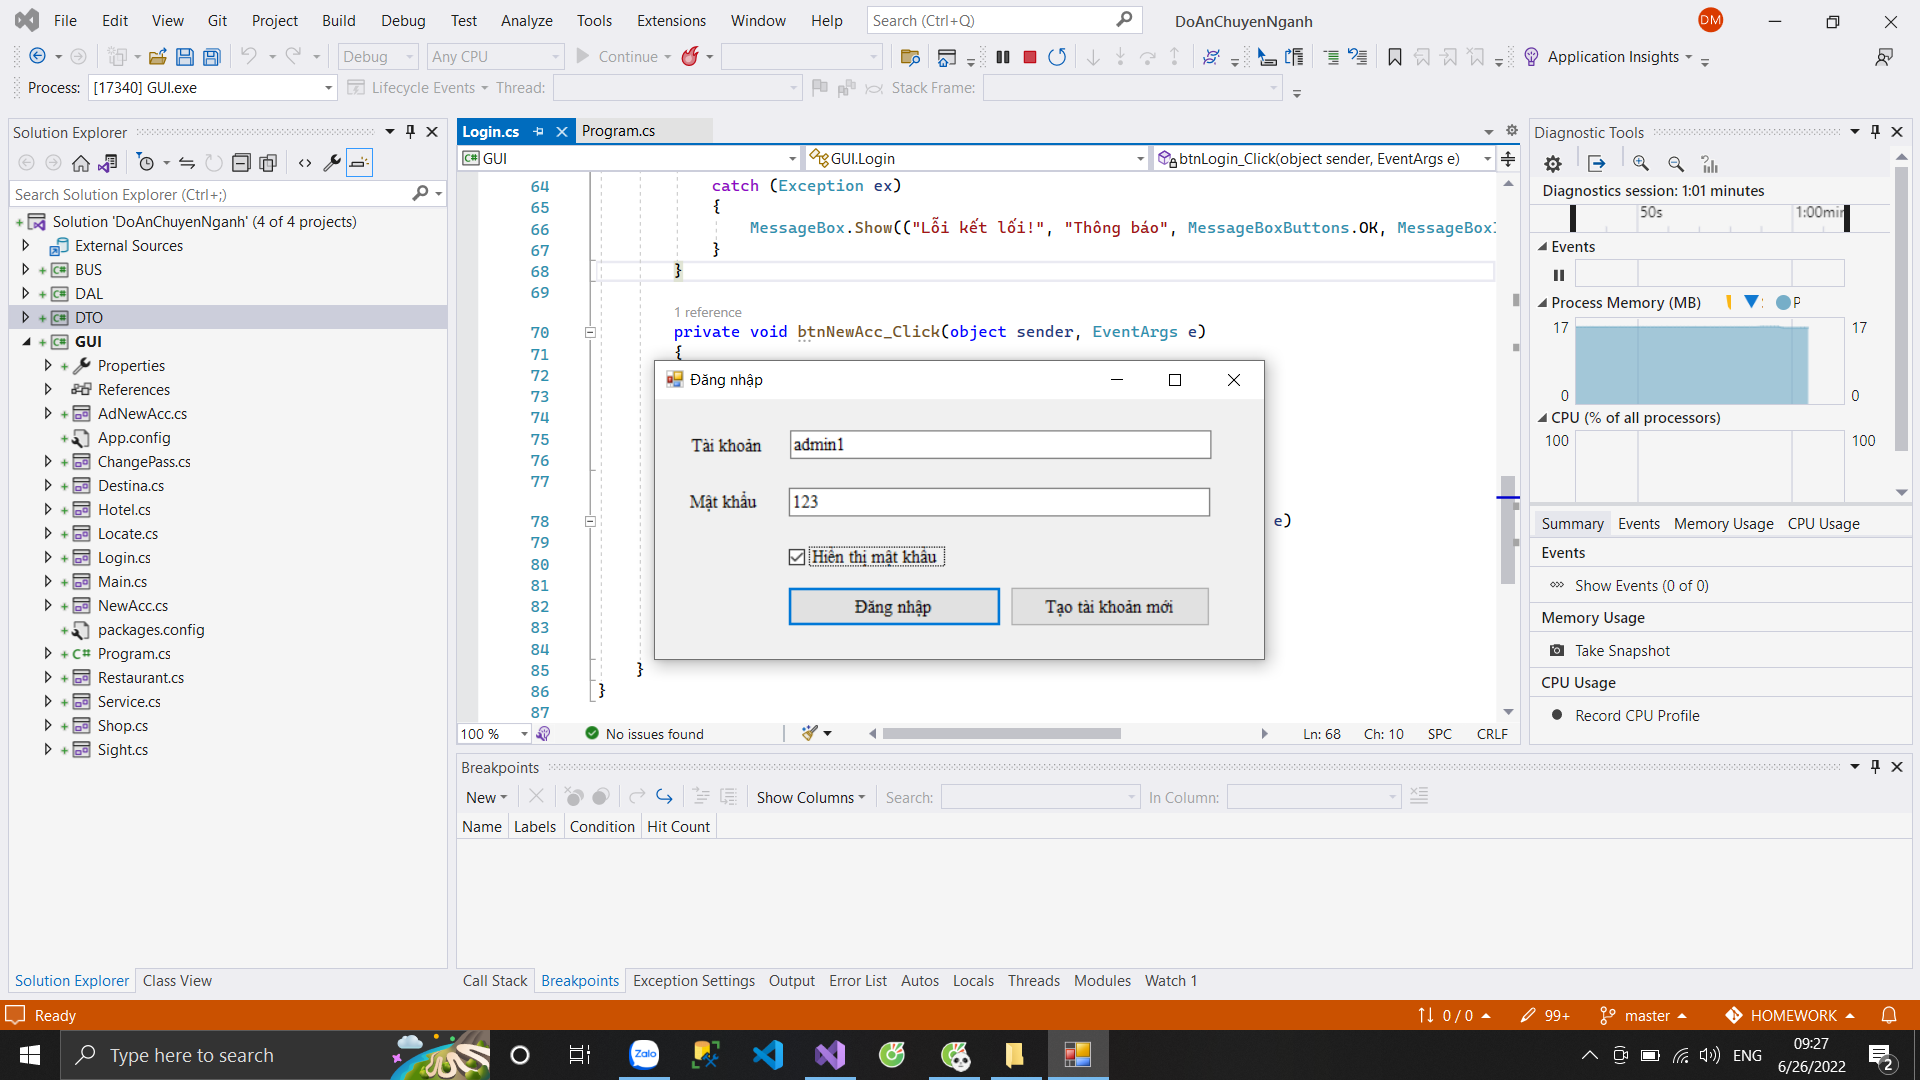 File Edit View Git Project Build Debug Test Analyze Tools Extensions Window Help Search (Ctrl+Q) DoAnChuyenNganh DM
Debug Any CPU Continue Application Insights
Process: [17340] GUI.exe Lifecycle Events Thread: Stack Frame:
Solution Explorer
Search Solution Explorer (Ctrl+;)
Solution 'DoAnChuyenNganh' (4 of 4 projects)
External Sources
BUS
DAL
DTO
GUI
Properties
References
AdNewAcc.cs
App.config
ChangePass.cs
Destina.cs
Hotel.cs
Locate.cs
Login.cs
Main.cs
NewAcc.cs
packages.config
Program.cs
Restaurant.cs
Service.cs
Shop.cs
Sight.cs
Solution Explorer Class View
Login.cs Program.cs
GUI GUI.Login btnLogin_Click(object sender, EventArgs e)
64 catch (Exception ex)
65 {
66 MessageBox.Show(("Lỗi kết lối!", "Thông báo", MessageBoxButtons.OK, MessageBoxI
67 }
68 }
69
1 reference
70 private void btnNewAcc_Click(object sender, EventArgs e)
71 {
72
73
74
75
76
77
78 e)
79
80
81
82
83
84
85 }
86 }
87
Đăng nhập
Tài khoản admin1
Mật khẩu 123
Hiên thị mật khâu
Đăng nhập Tạo tài khoản mới
100 % No issues found Ln: 68 Ch: 10 SPC CRLF
Diagnostic Tools
Diagnostics session: 1:01 minutes
50s 1:00min
Events
Process Memory (MB) P
17 17
0 0
CPU (% of all processors)
100 100
Summary Events Memory Usage CPU Usage
Events
Show Events (0 of 0)
Memory Usage
Take Snapshot
CPU Usage
Record CPU Profile
Breakpoints
New Show Columns Search: In Column:
Name Labels Condition Hit Count
Call Stack Breakpoints Exception Settings Output Error List Autos Locals Threads Modules Watch 1
Ready 0 / 0 99+ master HOMEWORK
Type here to search Zalo ENG 09:27
6/26/2022 2